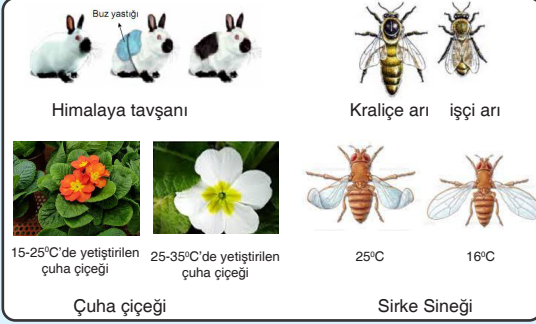 Buz yastığı
Himalaya tavşanı
Kraliçe arı işçi arı
15-25⁰C'de yetiştirilen
çuha çiçeği
25-35⁰C'de yetiştirilen
çuha çiçeği
25⁰C
16⁰C
Çuha çiçeği
Sirke Sineği